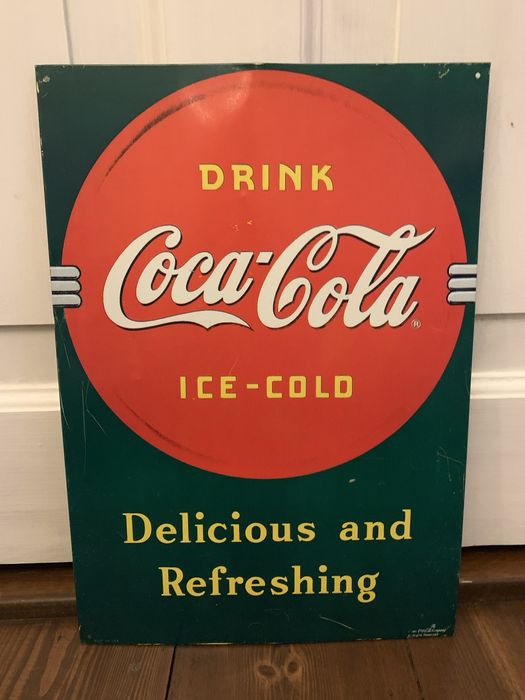 DRINK
Coca-Cola
®
ICE-COLD
Delicious and
Refreshing